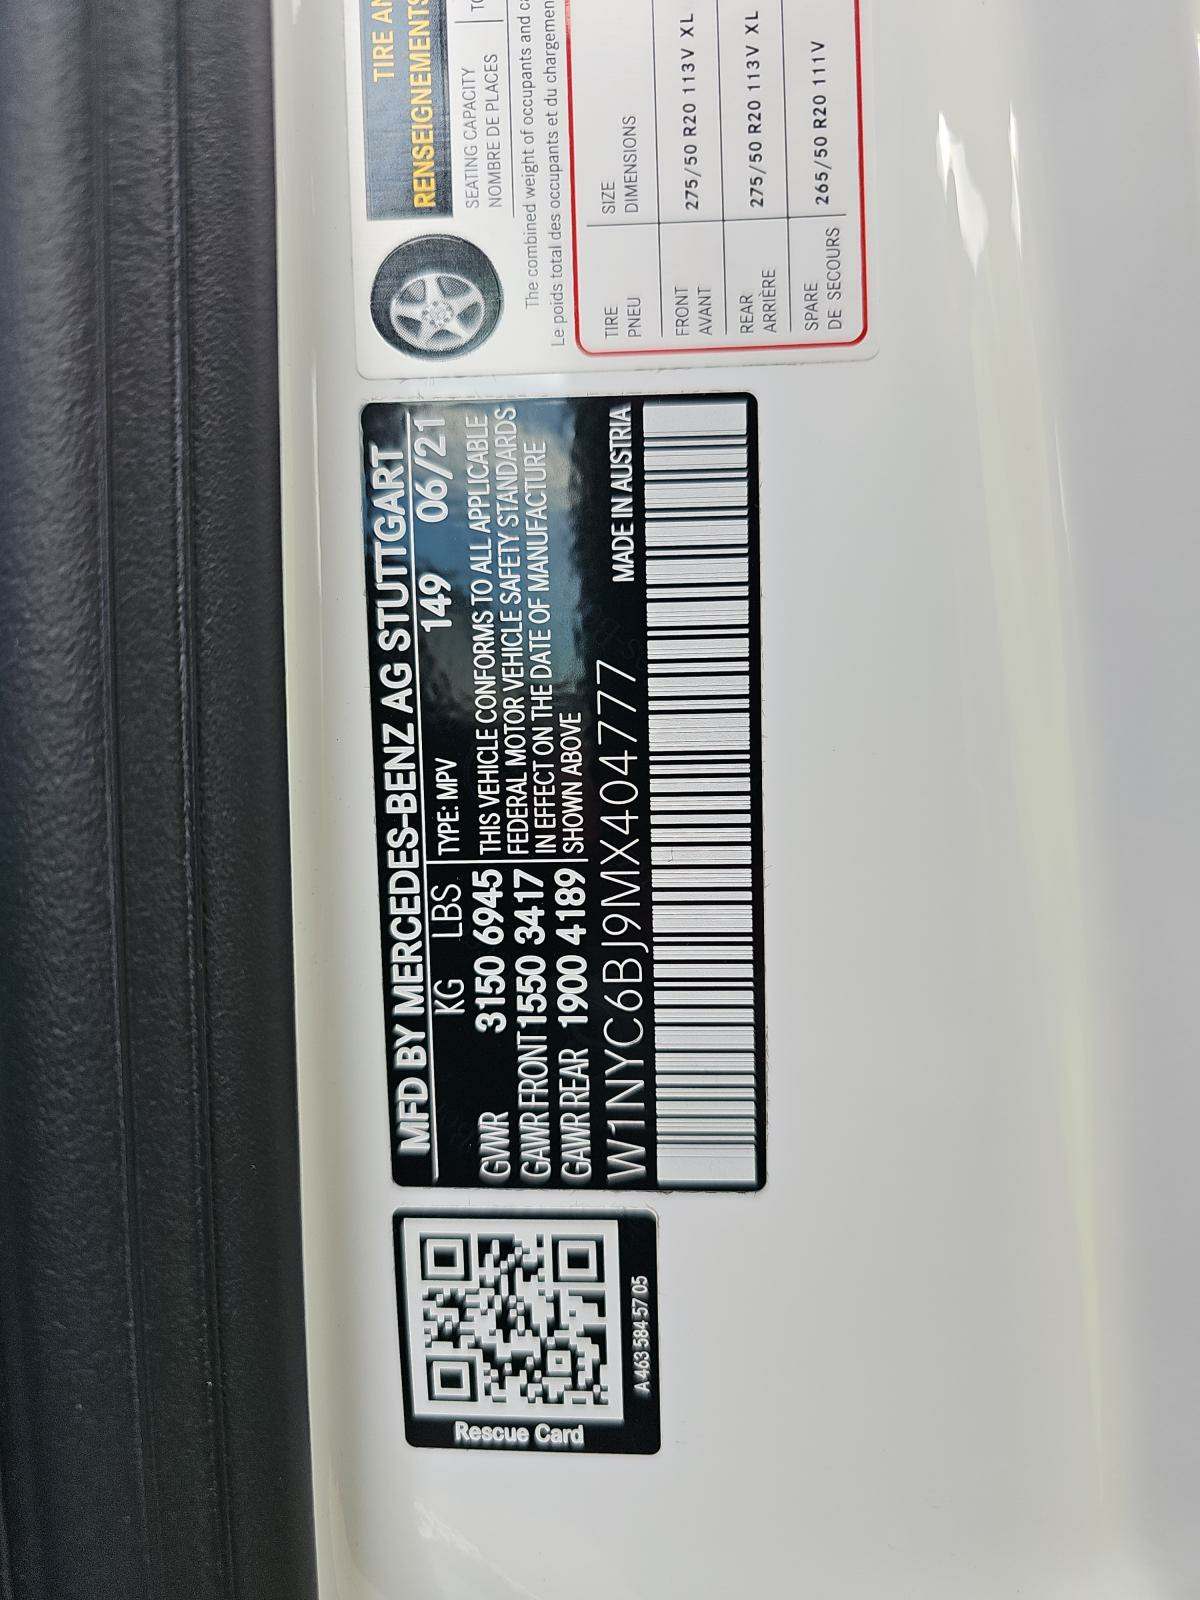 Rescue Card
A 463 584 57 05
MFD BY MERCEDES-BENZ AG STUTTGART
KG LBS TYPE: MPV 149 06/21
GVWR 3150 6945
GAWR FRONT 1550 3417
GAWR REAR 1900 4189
THIS VEHICLE CONFORMS TO ALL APPLICABLE
FEDERAL MOTOR VEHICLE SAFETY STANDARDS
IN EFFECT ON THE DATE OF MANUFACTURE
SHOWN ABOVE
W1NYC6BJ9MX404777 MADE IN AUSTRIA
TIRE
RENSEIGNEMENTS
SEATING CAPACITY
NOMBRE DE PLACES
The combined weight of occupants and
Le poids total des occupants et du chargemen
TIRE SIZE
PNEU DIMENSIONS
FRONT 275/50 R20 113V XL
AVANT
REAR 275/50 R20 113V XL
ARRIÈRE
SPARE 265/50 R20 111V
DE SECOURS